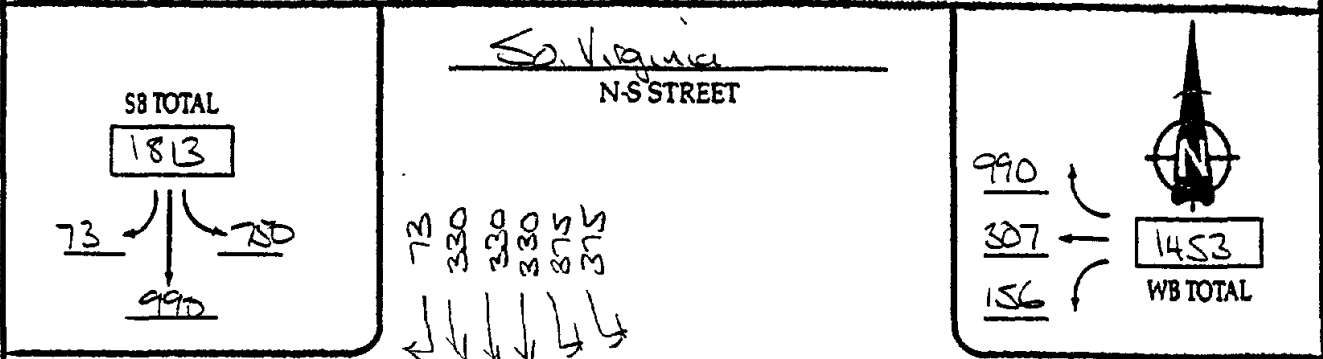 So. Virginia
N-S STREET
SB TOTAL
1813
73
750
990
73
330
330
330
375
375
990
307
156
N
1453
WB TOTAL